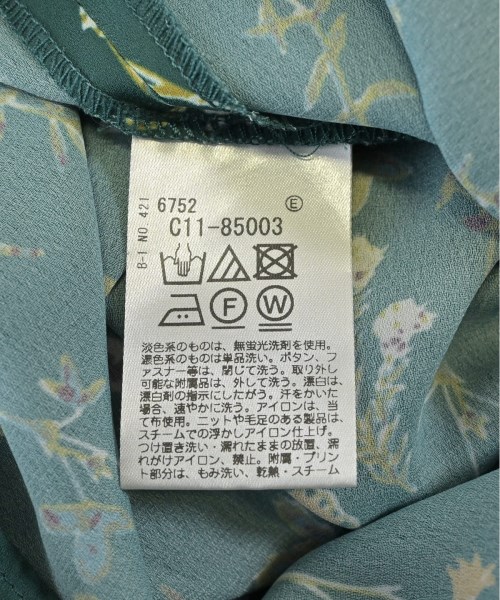 B-1 NO.421
6752 Ⓔ
C11-85003
F W
淡色系のものは、無蛍光洗剤を使用。
濃色系のものは単品洗い。ボタン、フ
ァスナー等は、閉じて洗う。取り外し
可能な附属品は、外して洗う。漂白は、
漂白剤の指示にしたがう。汗をかいた
場合、速やかに洗う。アイロンは、当
て布使用。ニットや毛足のある製品は、
スチームでの浮かしアイロン仕上げ。
つけ置き洗い・濡れたままの放置、濡
れがけアイロン、禁止。附属・プリン
ト部分は、もみ洗い、乾熱・スチーム